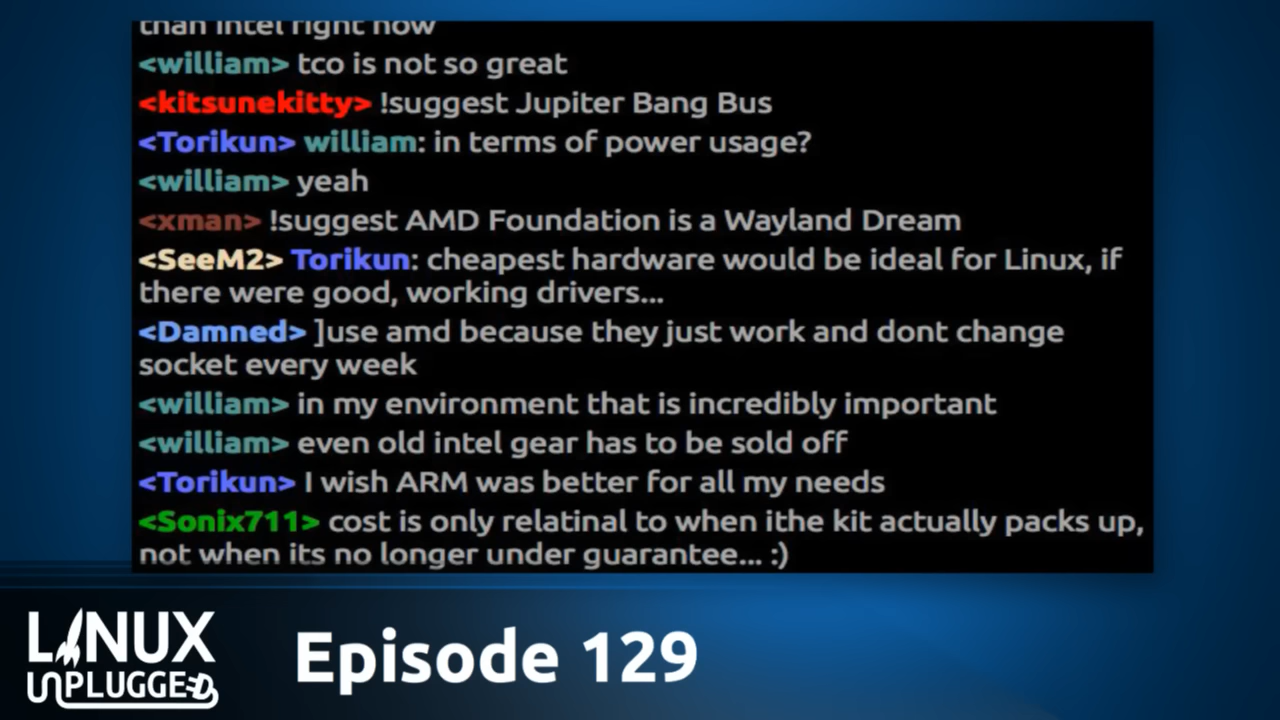 than intel right now
<william> tco is not so great
<kitsunekitty> !suggest Jupiter Bang Bus
<Torikun> william: in terms of power usage?
<william> yeah
<xman> !suggest AMD Foundation is a Wayland Dream
<SeeM2> Torikun: cheapest hardware would be ideal for Linux, if
there were good, working drivers...
<Damned> ]use amd because they just work and dont change
socket every week
<william> in my environment that is incredibly important
<william> even old intel gear has to be sold off
<Torikun> I wish ARM was better for all my needs
<Sonix711> cost is only relatinal to when ithe kit actually packs up,
not when its no longer under guarantee... :)
LINUX
UNPLUGGED
Episode 129